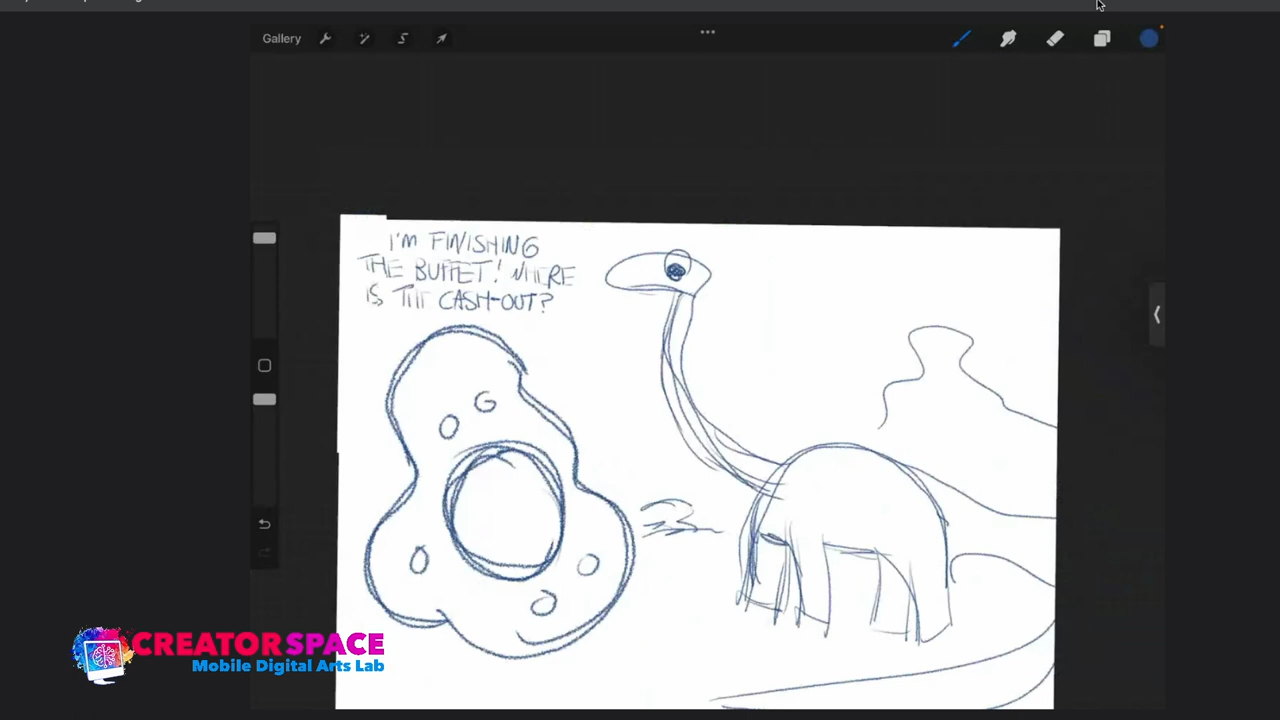 Gallery
I'M FINISHING
THE BUFFET! WHERE
IS THE CASH-OUT?
CREATORSPACE
Mobile Digital Arts Lab